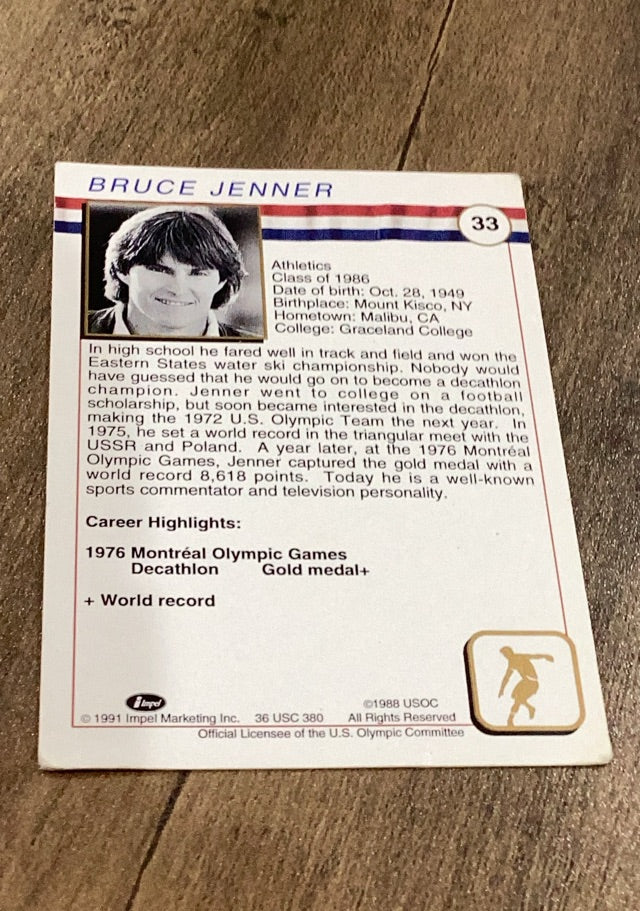 BRUCE JENNER
33
Athletics
Class of 1986
Date of birth: Oct. 28, 1949
Birthplace: Mount Kisco, NY
Hometown: Malibu, CA
College: Graceland College
In high school he fared well in track and field and won the
Eastern States water ski championship. Nobody would
have guessed that he would go on to become a decathlon
champion. Jenner went to college on a football
scholarship, but soon became interested in the decathlon,
making the 1972 U.S. Olympic Team the next year. In
1975, he set a world record in the triangular meet with the
USSR and Poland. A year later, at the 1976 Montréal
Olympic Games, Jenner captured the gold medal with a
world record 8,618 points. Today he is a well-known
sports commentator and television personality.
Career Highlights:
1976 Montréal Olympic Games
Decathlon Gold medal+
+ World record
Impel
©1988 USOC
© 1991 Impel Marketing Inc. 36 USC 380 All Rights Reserved
Official Licensee of the U.S. Olympic Committee